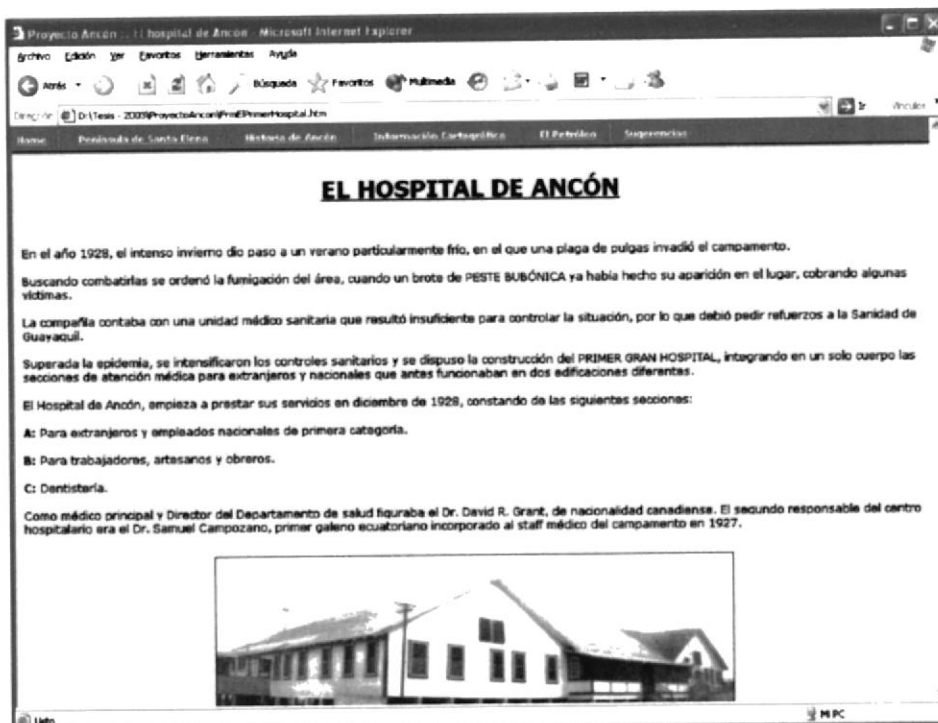 Proyecto Ancón :. El hospital de Ancón - Microsoft Internet Explorer
Archivo Edición Ver Favoritos Herramientas Ayuda
Atrás Búsqueda Favoritos Multimedia
Dirección D:\Tesis - 2003\ProyectoAncon\PrmElPrimerHospital.htm Ir Vínculos
Home Península de Santa Elena Historia de Ancón Información Cartográfica El Petróleo Sugerencias
EL HOSPITAL DE ANCÓN
En el año 1928, el intenso invierno dio paso a un verano particularmente frío, en el que una plaga de pulgas invadió el campamento.
Buscando combatirlas se ordenó la fumigación del área, cuando un brote de PESTE BUBÓNICA ya había hecho su aparición en el lugar, cobrando algunas
víctimas.
La compañía contaba con una unidad médico sanitaria que resultó insuficiente para controlar la situación, por lo que debió pedir refuerzos a la Sanidad de
Guayaquil.
Superada la epidemia, se intensificaron los controles sanitarios y se dispuso la construcción del PRIMER GRAN HOSPITAL, integrando en un solo cuerpo las
secciones de atención médica para extranjeros y nacionales que antes funcionaban en dos edificaciones diferentes.
El Hospital de Ancón, empieza a prestar sus servicios en diciembre de 1928, constando de las siguientes secciones:
A: Para extranjeros y empleados nacionales de primera categoría.
B: Para trabajadores, artesanos y obreros.
C: Dentistería.
Como médico principal y Director del Departamento de salud figuraba el Dr. David R. Grant, de nacionalidad canadiense. El segundo responsable del centro
hospitalario era el Dr. Samuel Campozano, primer galeno ecuatoriano incorporado al staff médico del campamento en 1927.
Listo Mi PC